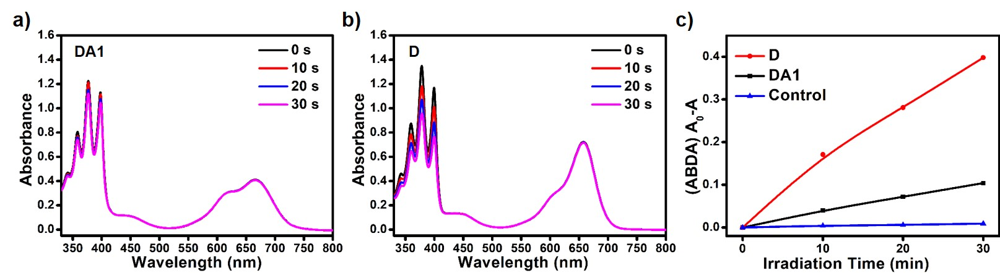 a)
DA1
0 s
10 s
20 s
30 s
1.6
1.4
1.2
1.0
0.8
0.6
0.4
0.2
0.0
Absorbance
350 400 450 500 550 600 650 700 750 800
Wavelength (nm)
b)
D
0 s
10 s
20 s
30 s
1.6
1.4
1.2
1.0
0.8
0.6
0.4
0.2
0.0
Absorbance
350 400 450 500 550 600 650 700 750 800
Wavelength (nm)
c)
D
DA1
Control
0.4
0.3
0.2
0.1
0.0
(ABDA) A0-A
0 10 20 30
Irradiation Time (min)